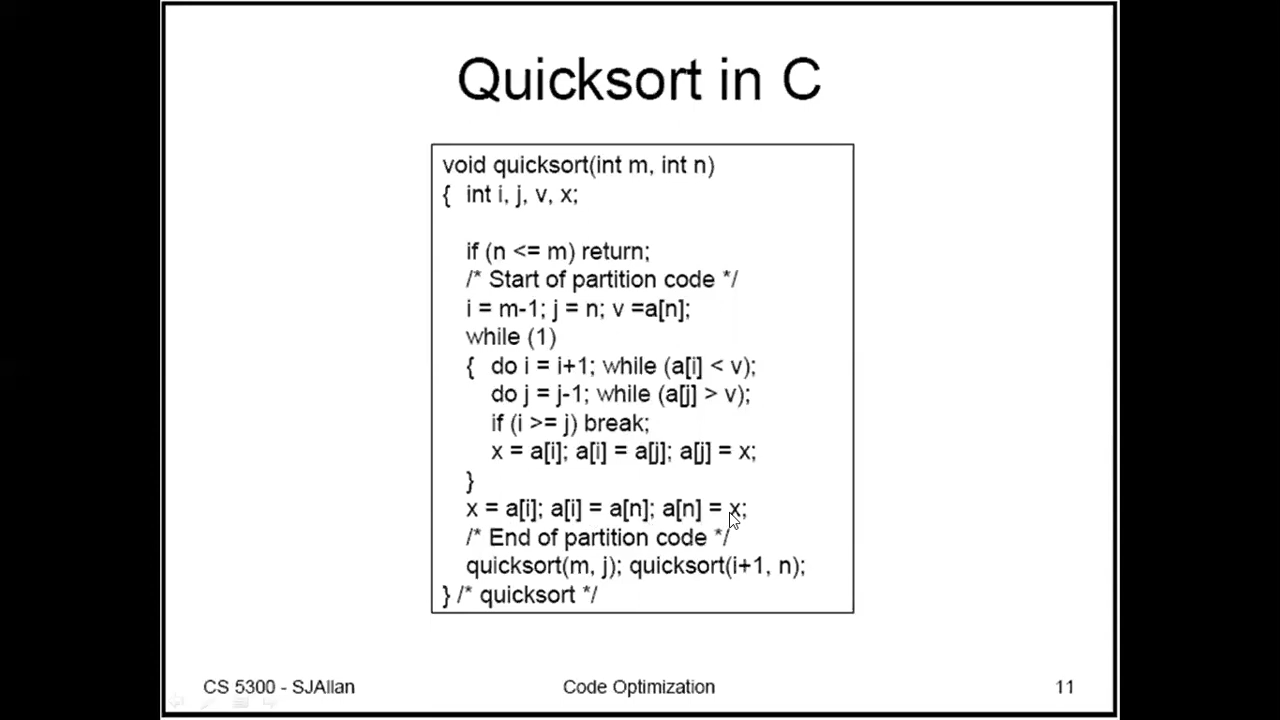 Quicksort in C
void quicksort(int m, int n)
{ int i, j, v, x;
if (n <= m) return;
/* Start of partition code */
i = m-1; j = n; v =a[n];
while (1)
{ do i = i+1; while (a[i] < v);
do j = j-1; while (a[j] > v);
if (i >= j) break;
x = a[i]; a[i] = a[j]; a[j] = x;
}
x = a[i]; a[i] = a[n]; a[n] = x;
/* End of partition code */
quicksort(m, j); quicksort(i+1, n);
} /* quicksort */
CS 5300 - SJAllan
Code Optimization
11